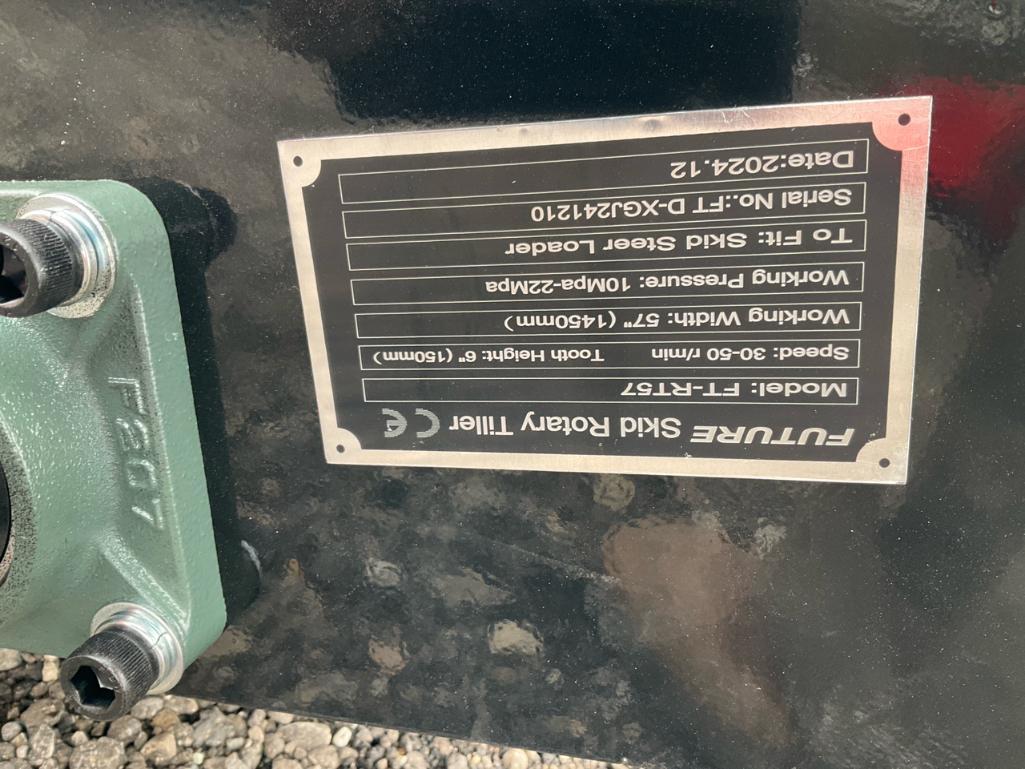 FUTURE Skid Rotary Tiller CE
Model: FT-RT57
Speed: 30-50 r/min Tooth Height: 6" (150mm)
Working Width: 57" (1450mm)
Working Pressure: 10Mpa-22Mpa
To Fit: Skid Steer Loader
Serial No.:FT D-XGJ241210
Date:2024.12
F207